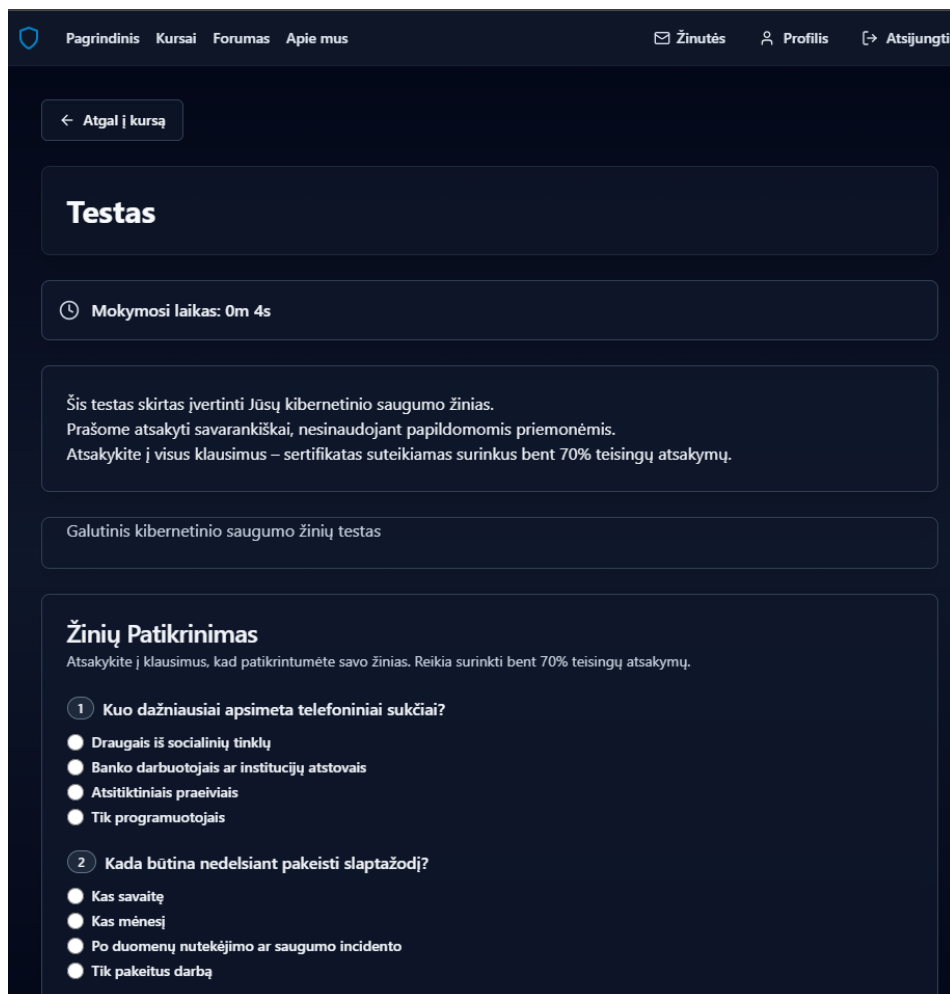 Pagrindinis Kursai Forumas Apie mus Žinutės Profilis Atsijungti
Atgal į kursą
Testas
Mokymosi laikas: 0m 4s
Šis testas skirtas įvertinti Jūsų kibernetinio saugumo žinias.
Prašome atsakyti savarankiškai, nesinaudojant papildomomis priemonėmis.
Atsakykite į visus klausimus – sertifikatas suteikiamas surinkus bent 70% teisingų atsakymų.
Galutinis kibernetinio saugumo žinių testas
Žinių Patikrinimas
Atsakykite į klausimus, kad patikrintumėte savo žinias. Reikia surinkti bent 70% teisingų atsakymų.
1 Kuo dažniausiai apsimeta telefoniniai sukčiai?
Draugais iš socialinių tinklų
Banko darbuotojais ar institucijų atstovais
Atsitiktiniais praeiviais
Tik programuotojais
2 Kada būtina nedelsiant pakeisti slaptažodį?
Kas savaitę
Kas mėnesį
Po duomenų nutekėjimo ar saugumo incidento
Tik pakeitus darbą